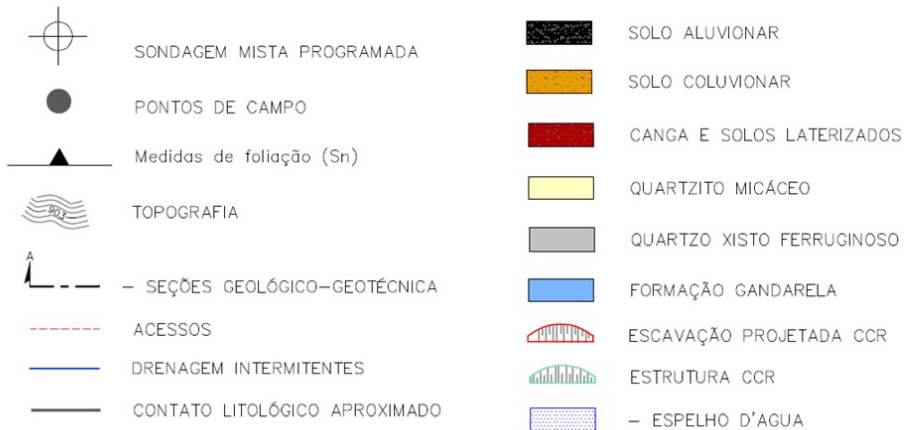 SONDAGEM MISTA PROGRAMADA
PONTOS DE CAMPO
Medidas de foliação (Sn)
903
TOPOGRAFIA
A
– SEÇÕES GEOLÓGICO–GEOTÉCNICA
ACESSOS
DRENAGEM INTERMITENTES
CONTATO LITOLÓGICO APROXIMADO
SOLO ALUVIONAR
SOLO COLUVIONAR
CANGA E SOLOS LATERIZADOS
QUARTZITO MICÁCEO
QUARTZO XISTO FERRUGINOSO
FORMAÇÃO GANDARELA
ESCAVAÇÃO PROJETADA CCR
ESTRUTURA CCR
– ESPELHO D'AGUA